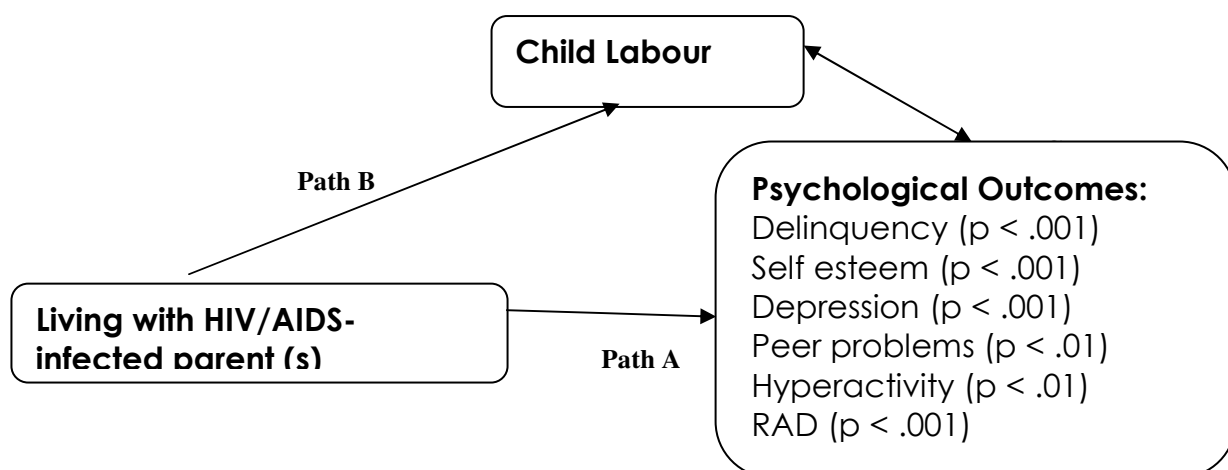 Child Labour
Path B
Psychological Outcomes:
Delinquency (p < .001)
Self esteem (p < .001)
Depression (p < .001)
Peer problems (p < .01)
Hyperactivity (p < .01)
RAD (p < .001)
Living with HIV/AIDS-
infected parent (s)
Path A